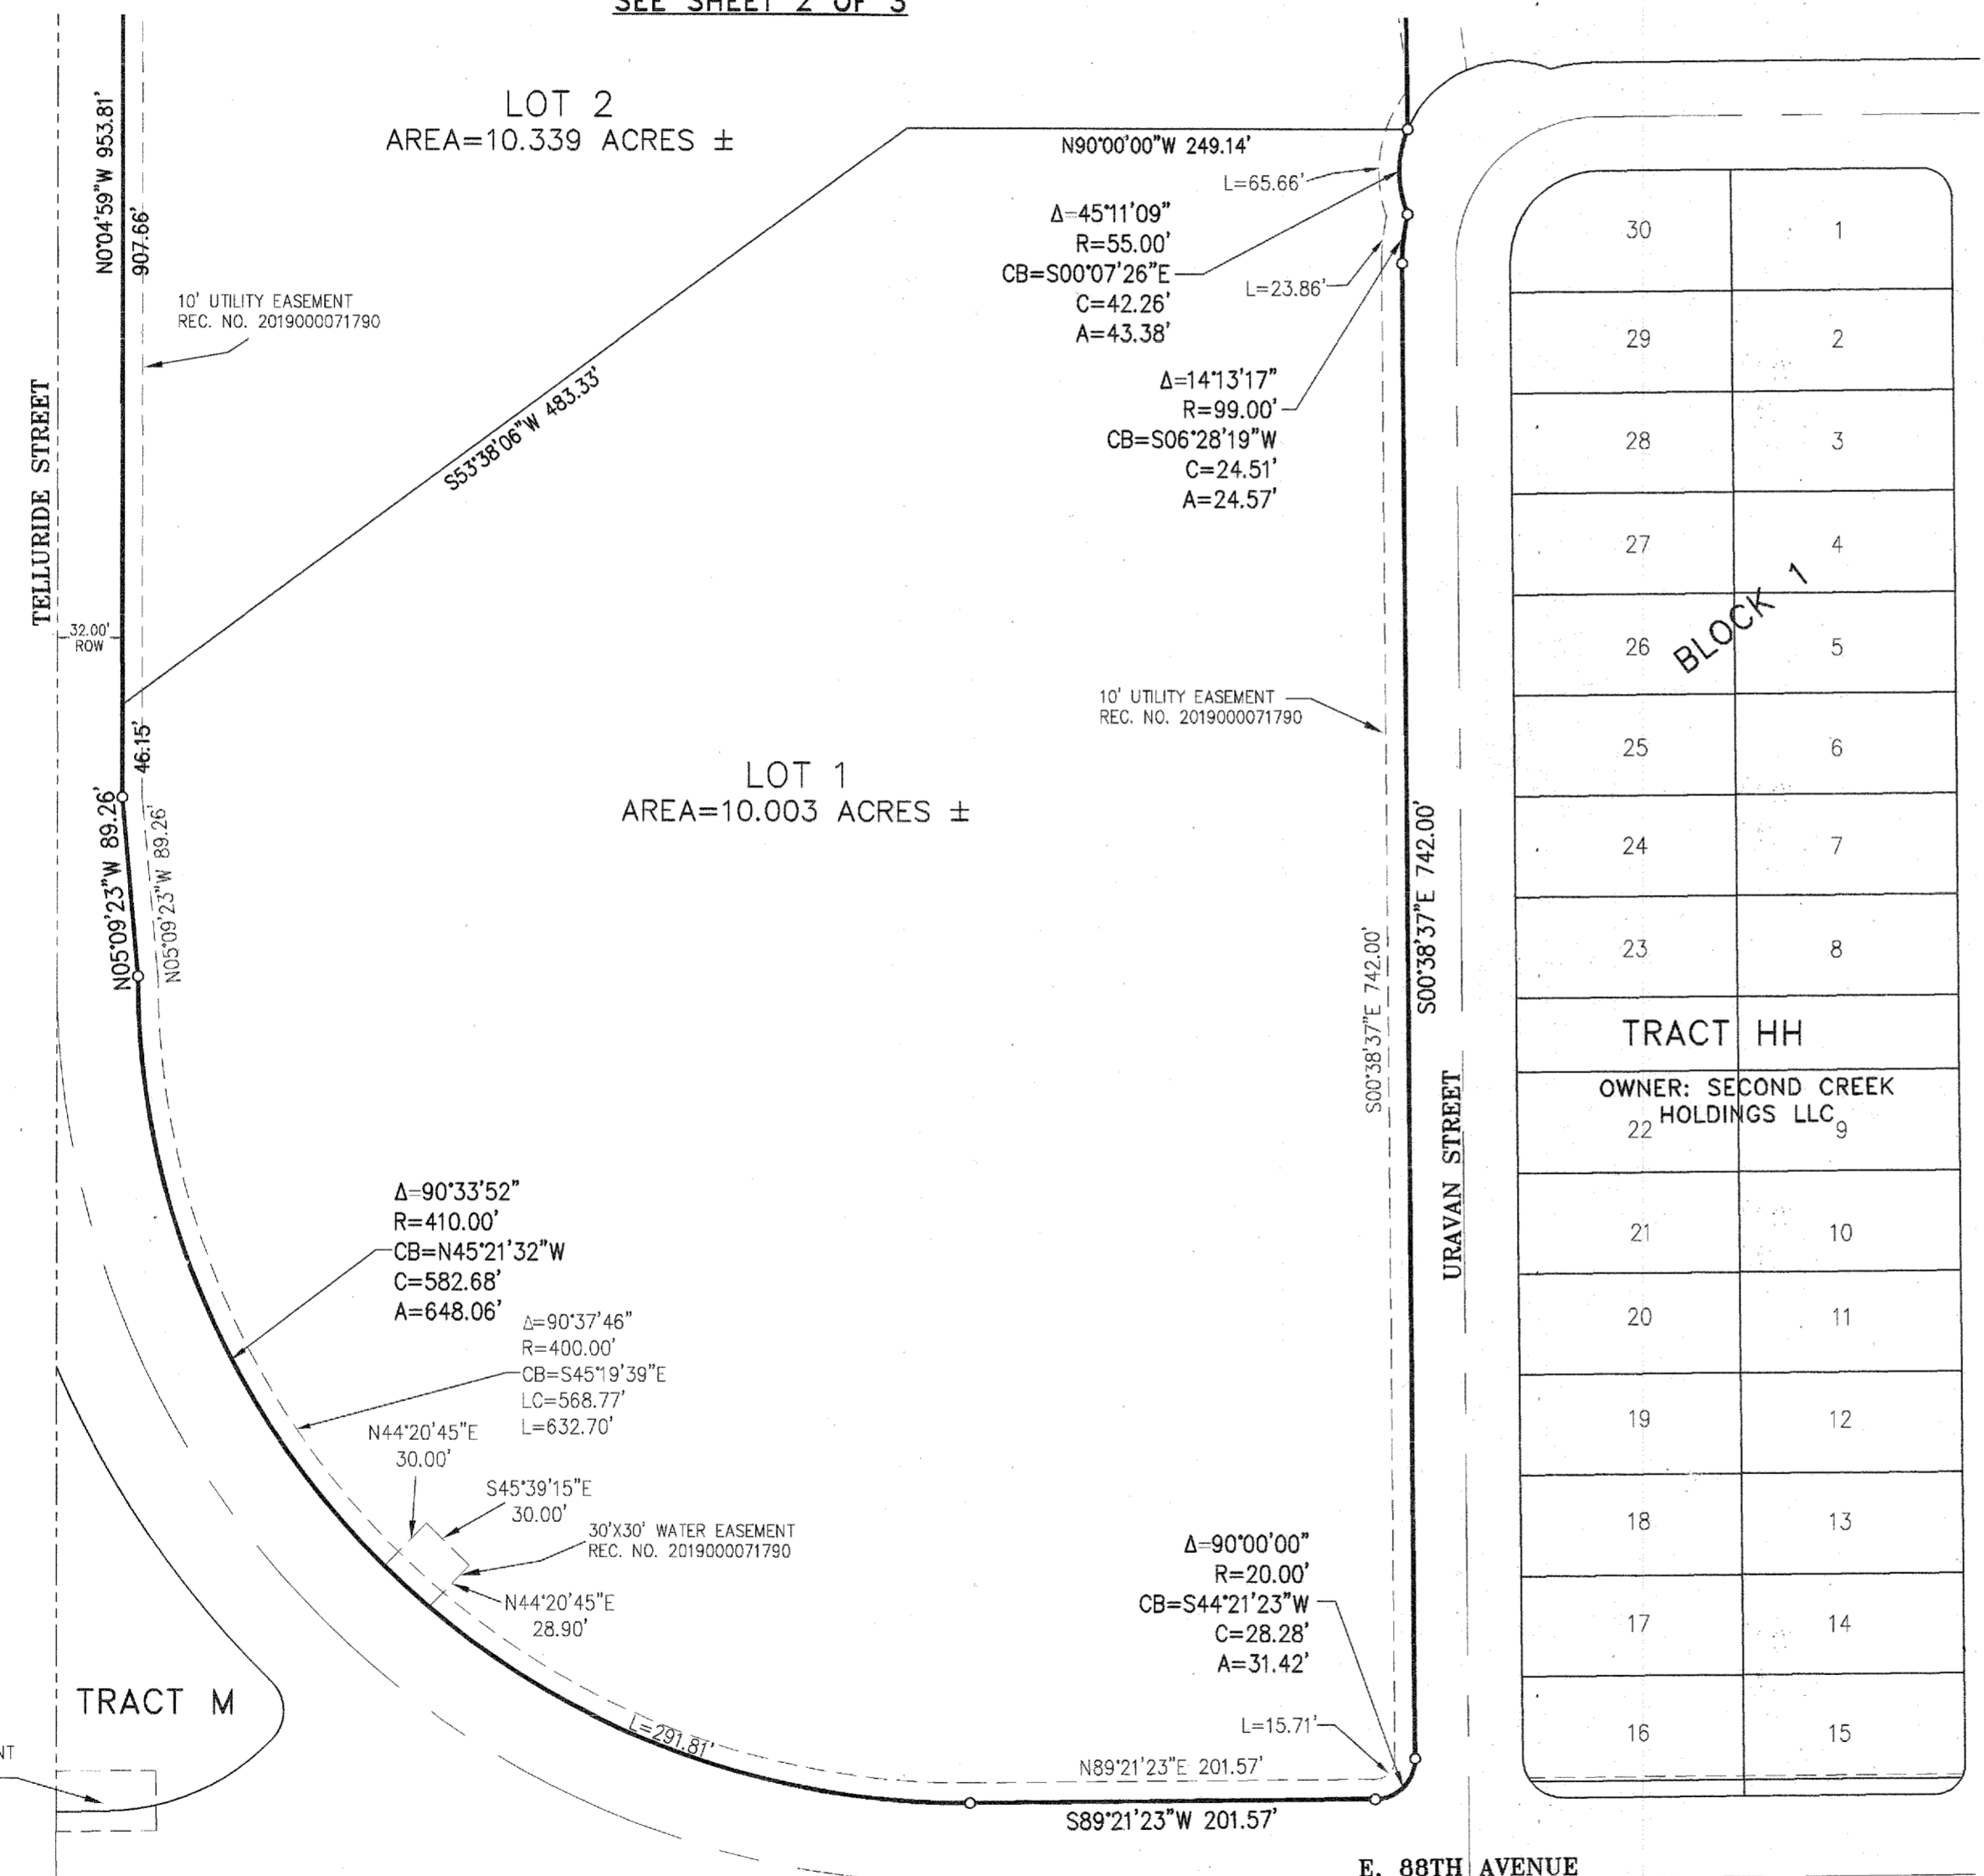 SEE SHEET 2 OF 3
LOT 2
AREA=10.339 ACRES ±
N0°04'59"W 953.81'
907.66'
10' UTILITY EASEMENT
REC. NO. 2019000071790
TELLURIDE STREET
32.00'
ROW
S53°38'06"W 483.33'
N90°00'00"W 249.14'
L=65.66'
Δ=45°11'09"
R=55.00'
CB=S00°07'26"E
C=42.26'
A=43.38'
L=23.86'
Δ=14°13'17"
R=99.00'
CB=S06°28'19"W
C=24.51'
A=24.57'
10' UTILITY EASEMENT
REC. NO. 2019000071790
46.15'
LOT 1
AREA=10.003 ACRES ±
N05°09'23"W 89.26'
N05°09'23"W 89.26'
S00°38'37"E 742.00'
S00°38'37"E 742.00'
URAVAN STREET
Δ=90°33'52"
R=410.00'
CB=N45°21'32"W
C=582.68'
A=648.06'
Δ=90°37'46"
R=400.00'
CB=S45°19'39"E
LC=568.77'
L=632.70'
N44°20'45"E
30.00'
S45°39'15"E
30.00'
30'X30' WATER EASEMENT
REC. NO. 2019000071790
N44°20'45"E
28.90'
Δ=90°00'00"
R=20.00'
CB=S44°21'23"W
C=28.28'
A=31.42'
L=15.71'
L=291.81'
N89°21'23"E 201.57'
S89°21'23"W 201.57'
TRACT M
E. 88TH AVENUE
30 1
29 2
28 3
27 4
BLOCK 1
26 5
25 6
24 7
23 8
TRACT HH
OWNER: SECOND CREEK
HOLDINGS LLC
22 9
21 10
20 11
19 12
18 13
17 14
16 15